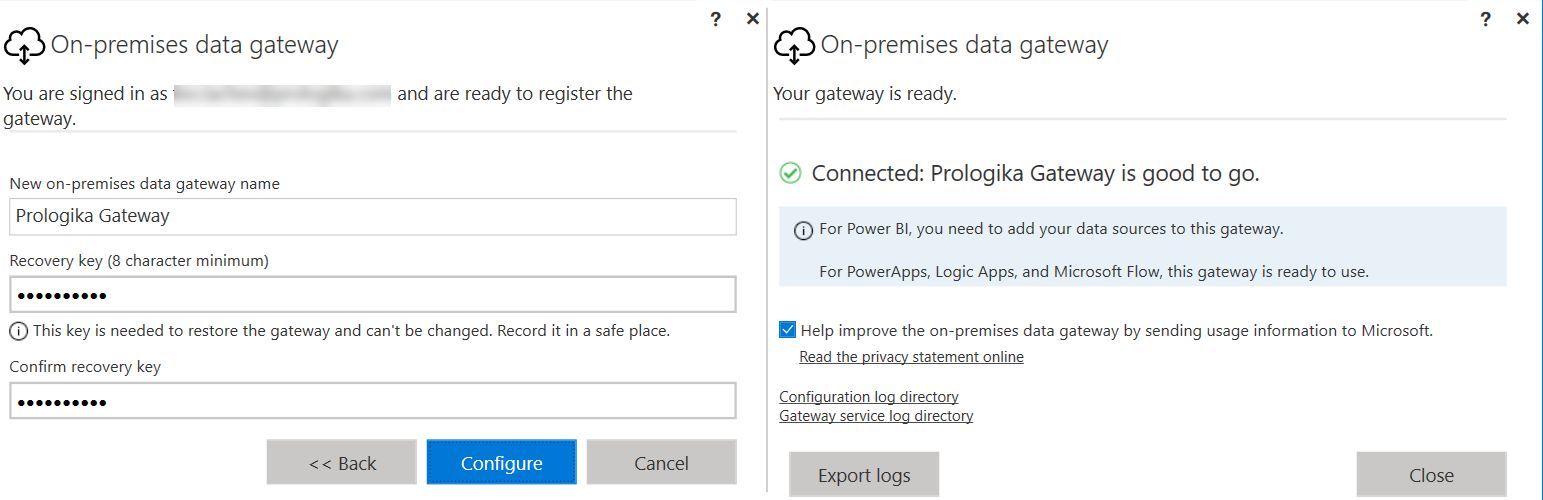 ? ×
On-premises data gateway
You are signed in as and are ready to register the
gateway.
New on-premises data gateway name
Prologika Gateway
Recovery key (8 character minimum)
●●●●●●●●●●
This key is needed to restore the gateway and can't be changed. Record it in a safe place.
Confirm recovery key
●●●●●●●●●●
<< Back
Configure
Cancel
? ×
On-premises data gateway
Your gateway is ready.
Connected: Prologika Gateway is good to go.
For Power BI, you need to add your data sources to this gateway.
For PowerApps, Logic Apps, and Microsoft Flow, this gateway is ready to use.
Help improve the on-premises data gateway by sending usage information to Microsoft.
Read the privacy statement online
Configuration log directory
Gateway service log directory
Export logs
Close